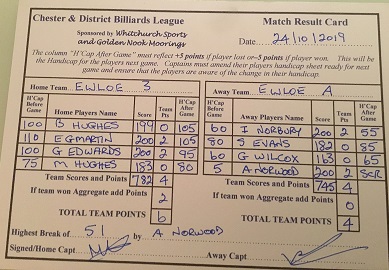 Chester & District Billiards League Match Result Card
Sponsored by Whitchurch Sports
and Golden Nook Moorings Date 24/10/2019
The column "H'Cap After Game" must reflect +5 points if player lost or -5 points if player won. This will be
the Handicap for the players next game. Captains must amend their players handicap sheet ready for next
game and ensure that the players are aware of the change in their handicap
Home Team EWLOE 3 Away Team EWLOE A
H'Cap Before Game Home Players Name Score Team Pts H'Cap After Game H'Cap Before Game Away Players Name Score Team Pts H'Cap After Game
100 B HUGHES 199 0 105 60 I NORBURY 200 2 55
110 E G MARTIN 200 2 105 80 S EVANS 182 0 85
100 G EDWARDS 200 2 95 60 G WILCOX 163 0 65
75 M HUGHES 183 0 80 5 A NORWOOD 200 2 SCR
Team Scores and Points 782 4 Team Scores and Points 745 4
If team won Aggregate add Points 2 If team won Aggregate add Points 0
TOTAL TEAM POINTS 6 TOTAL TEAM POINTS 4
Highest Break of 51 by A NORWOOD
Signed/Home Capt Away Capt